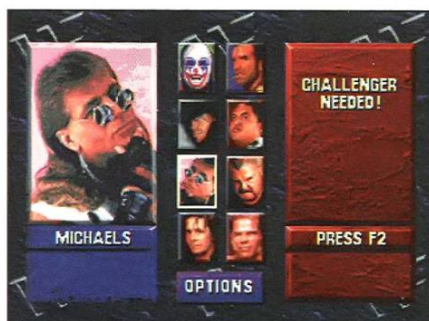 CHALLENGER
NEEDED!
MICHAELS
PRESS F2
OPTIONS